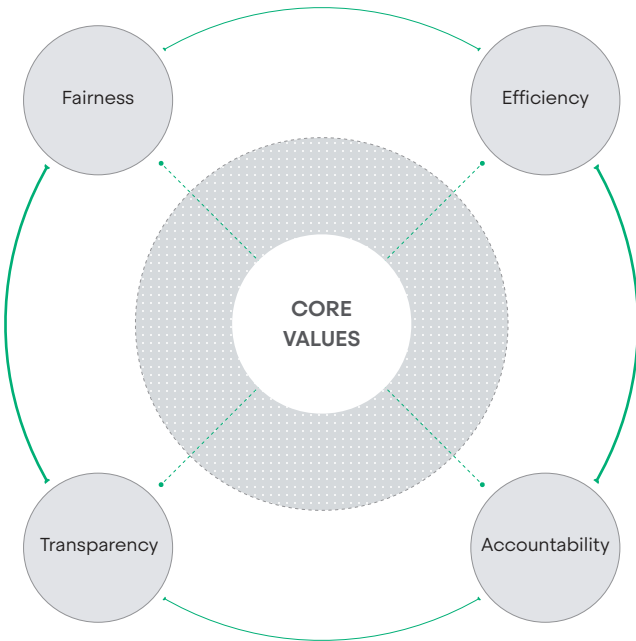 Fairness
Efficiency
CORE
VALUES
Transparency
Accountability